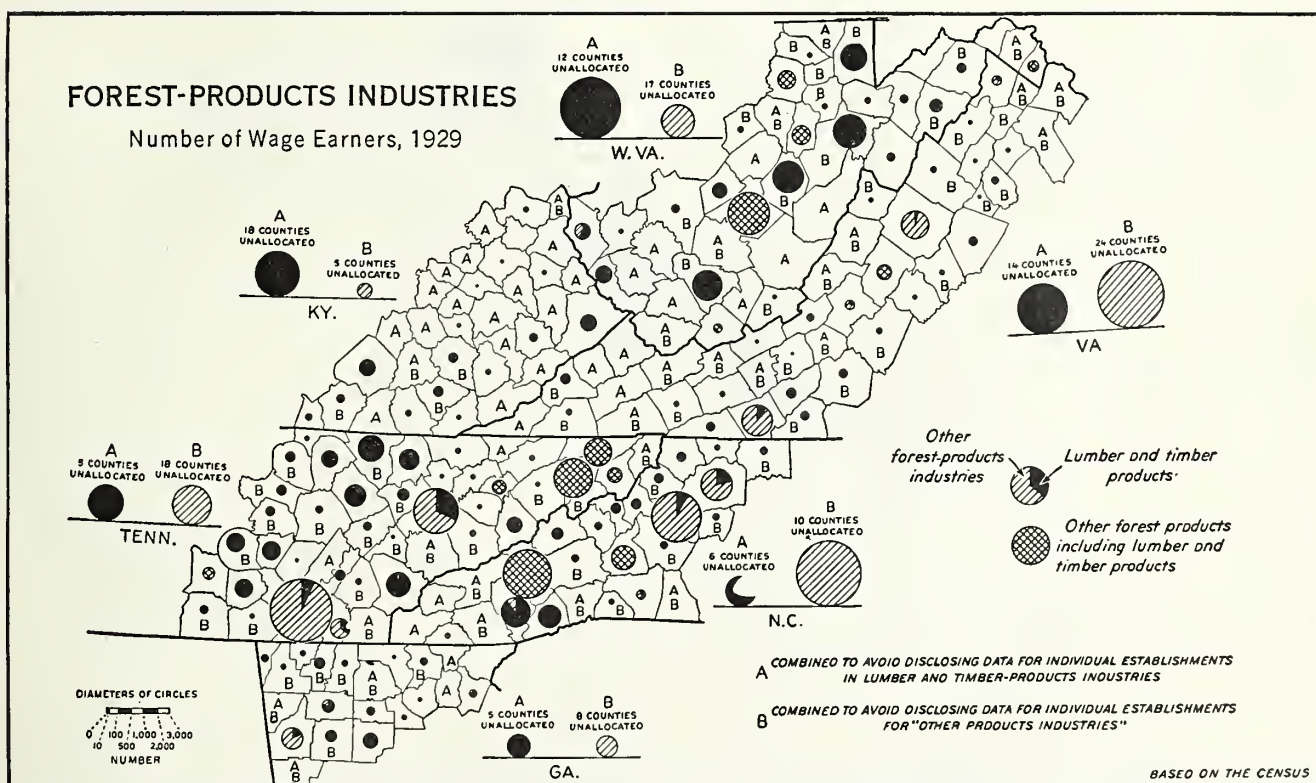 FOREST-PRODUCTS INDUSTRIES
Number of Wage Earners, 1929
A
12 COUNTIES
UNALLOCATED
B
17 COUNTIES
UNALLOCATED
W. VA.
A
18 COUNTIES
UNALLOCATED
B
5 COUNTIES
UNALLOCATED
KY.
A
14 COUNTIES
UNALLOCATED
B
24 COUNTIES
UNALLOCATED
VA
A
5 COUNTIES
UNALLOCATED
B
18 COUNTIES
UNALLOCATED
TENN.
A
6 COUNTIES
UNALLOCATED
B
10 COUNTIES
UNALLOCATED
N.C.
A
5 COUNTIES
UNALLOCATED
B
8 COUNTIES
UNALLOCATED
GA.
Other
forest-products
industries
Lumber and timber
products
Other forest products
including lumber and
timber products
A COMBINED TO AVOID DISCLOSING DATA FOR INDIVIDUAL ESTABLISHMENTS
IN LUMBER AND TIMBER-PRODUCTS INDUSTRIES
B COMBINED TO AVOID DISCLOSING DATA FOR INDIVIDUAL ESTABLISHMENTS
FOR "OTHER PRODUCTS INDUSTRIES"
DIAMETERS OF CIRCLES
0 100 1,000 3,000
10 500 2,000
NUMBER
BASED ON THE CENSUS